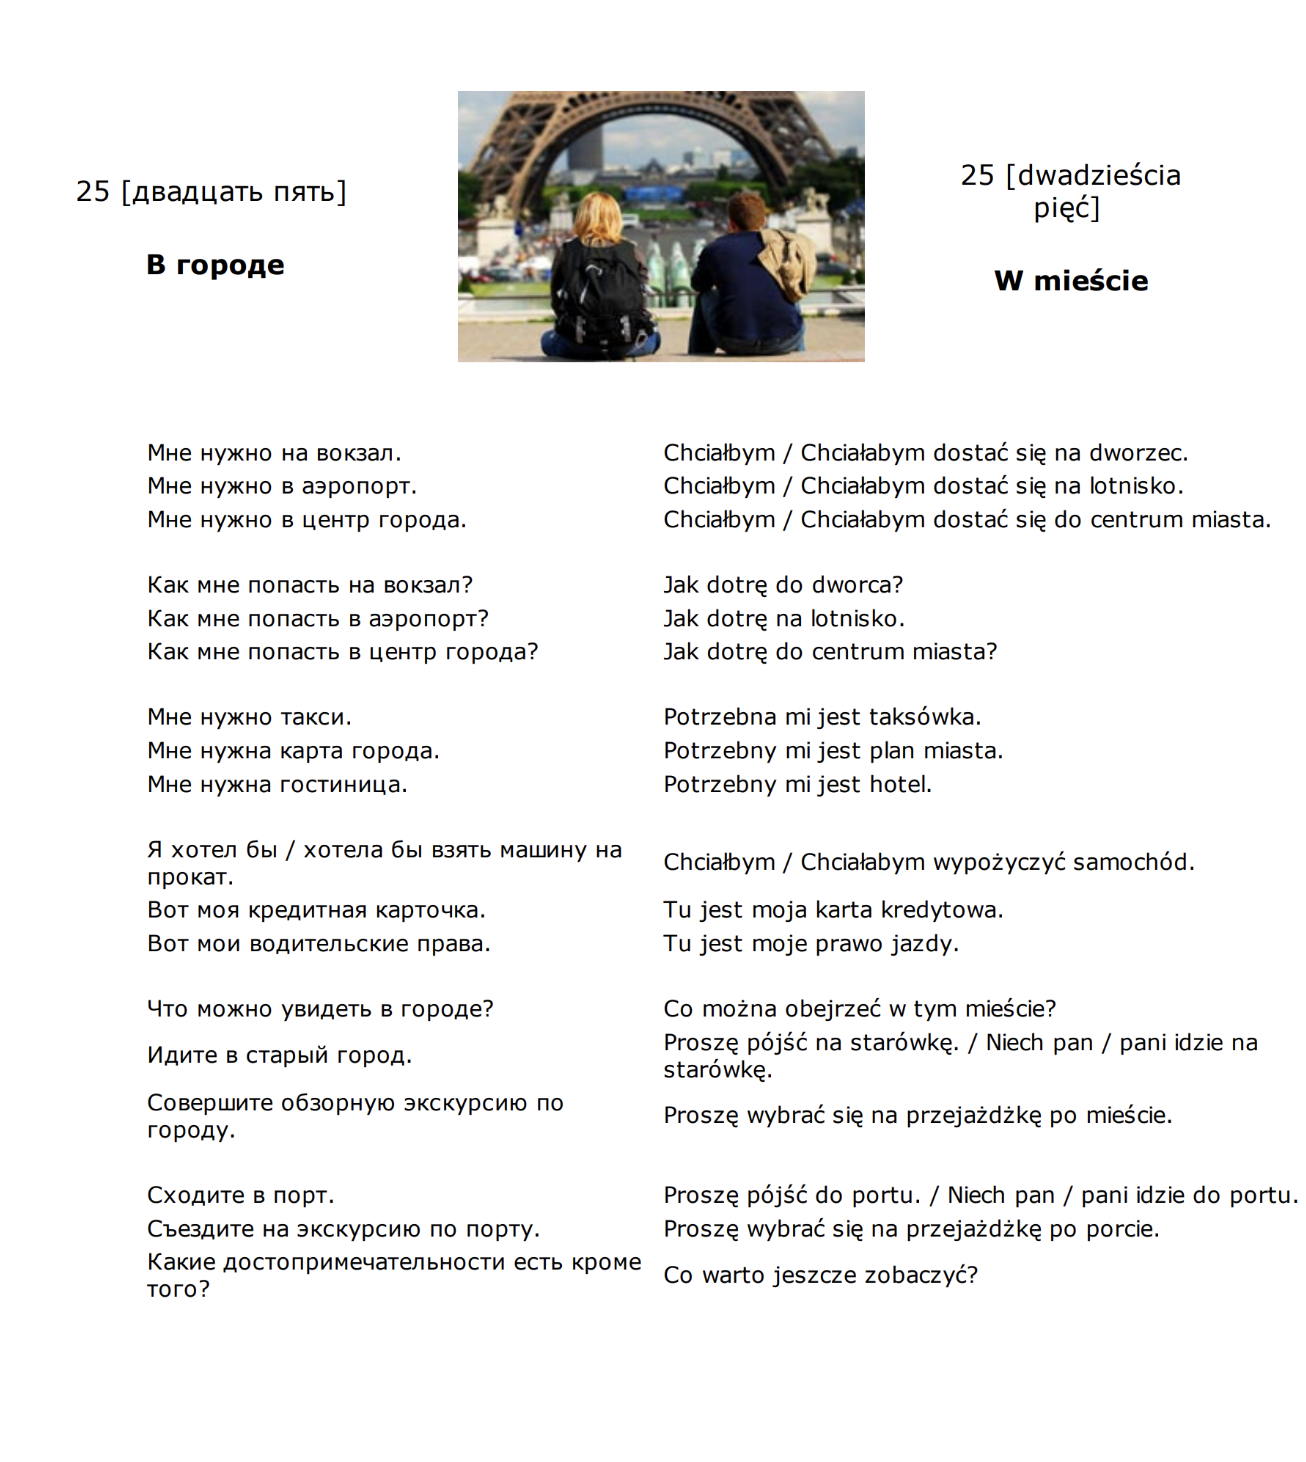 25 [двадцать пять]
В городе
25 [dwadzieścia
pięć]
W mieście
Мне нужно на вокзал.
Chciałbym / Chciałabym dostać się na dworzec.
Мне нужно в аэропорт.
Chciałbym / Chciałabym dostać się na lotnisko.
Мне нужно в центр города.
Chciałbym / Chciałabym dostać się do centrum miasta.
Как мне попасть на вокзал?
Jak dotrę do dworca?
Как мне попасть в аэропорт?
Jak dotrę na lotnisko.
Как мне попасть в центр города?
Jak dotrę do centrum miasta?
Мне нужно такси.
Potrzebna mi jest taksówka.
Мне нужна карта города.
Potrzebny mi jest plan miasta.
Мне нужна гостиница.
Potrzebny mi jest hotel.
Я хотел бы / хотела бы взять машину на
прокат.
Chciałbym / Chciałabym wypożyczyć samochód.
Вот моя кредитная карточка.
Tu jest moja karta kredytowa.
Вот мои водительские права.
Tu jest moje prawo jazdy.
Что можно увидеть в городе?
Co można obejrzeć w tym mieście?
Идите в старый город.
Proszę pójść na starówkę. / Niech pan / pani idzie na
starówkę.
Совершите обзорную экскурсию по
городу.
Proszę wybrać się na przejażdżkę po mieście.
Сходите в порт.
Proszę pójść do portu. / Niech pan / pani idzie do portu.
Съездите на экскурсию по порту.
Proszę wybrać się na przejażdżkę po porcie.
Какие достопримечательности есть кроме
того?
Co warto jeszcze zobaczyć?